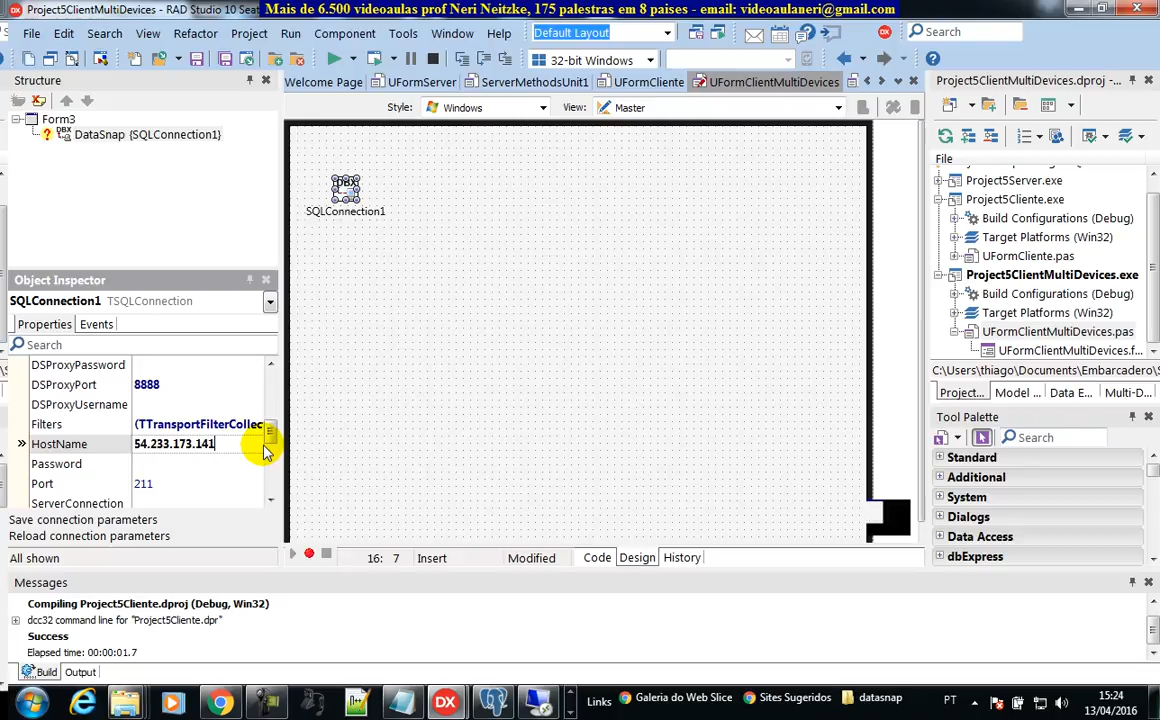 Project5ClientMultiDevices - RAD Studio 10 Seat
Mais de 6.500 videoaulas prof Neri Neitzke, 175 palestras em 8 paises - email: videoaulaneri@gmail.com
File Edit Search View Refactor Project Run Component Tools Window Help
Default Layout
Search
32-bit Windows
Structure
Form3
DataSnap {SQLConnection1}
Welcome Page UFormServer ServerMethodsUnit1 UFormCliente UFormClientMultiDevices
Style: Windows View: Master
DBX
SQLConnection1
Object Inspector
SQLConnection1 TSQLConnection
Properties Events
Search
DSProxyPassword
DSProxyPort 8888
DSProxyUsername
Filters (TTransportFilterCollec
HostName 54.233.173.141
Password
Port 211
ServerConnection
Save connection parameters
Reload connection parameters
All shown
16: 7 Insert Modified Code Design History
Project5ClientMultiDevices.dproj - P...
File
Project5Server.exe
Project5Cliente.exe
Build Configurations (Debug)
Target Platforms (Win32)
UFormCliente.pas
Project5ClientMultiDevices.exe
Build Configurations (Debug)
Target Platforms (Win32)
UFormClientMultiDevices.pas
UFormClientMultiDevices.f...
C:\Users\thiago\Documents\Embarcadero\S
Project... Model ... Data E... Multi-D...
Tool Palette
Search
Standard
Additional
System
Dialogs
Data Access
dbExpress
Messages
Compiling Project5Cliente.dproj (Debug, Win32)
dcc32 command line for "Project5Cliente.dpr"
Success
Elapsed time: 00:00:01.7
Build Output
DX
Links Galeria do Web Slice Sites Sugeridos datasnap
PT
15:24
13/04/2016